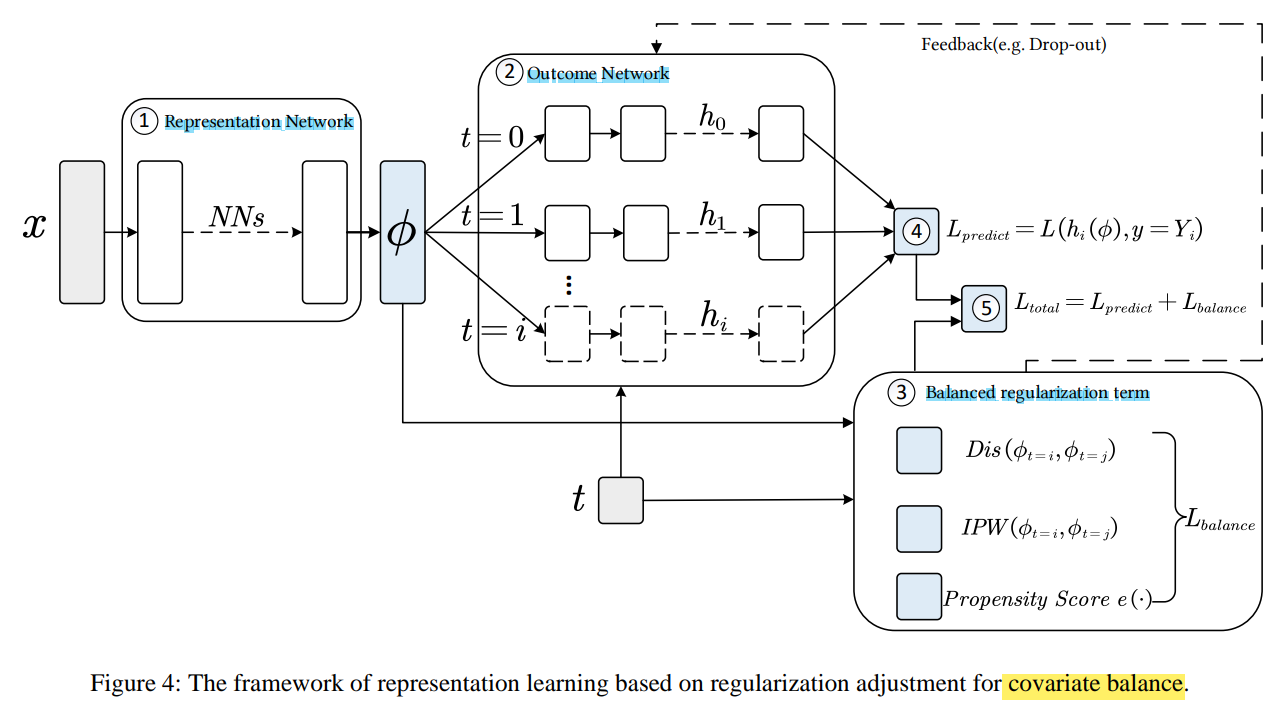 Feedback(e.g. Drop-out)
② Outcome Network
① Representation Network
t = 0
h₀
x
NNs
ϕ
t = 1
h₁
④ L_predict = L(h_i(ϕ), y = Y_i)
⋮
⑤ L_total = L_predict + L_balance
t = i
h_i
③ Balanced regularization term
Dis(ϕ_{t=i}, ϕ_{t=j})
t
IPW(ϕ_{t=i}, ϕ_{t=j})
L_balance
Propensity Score e(·)
Figure 4: The framework of representation learning based on regularization adjustment for covariate balance.